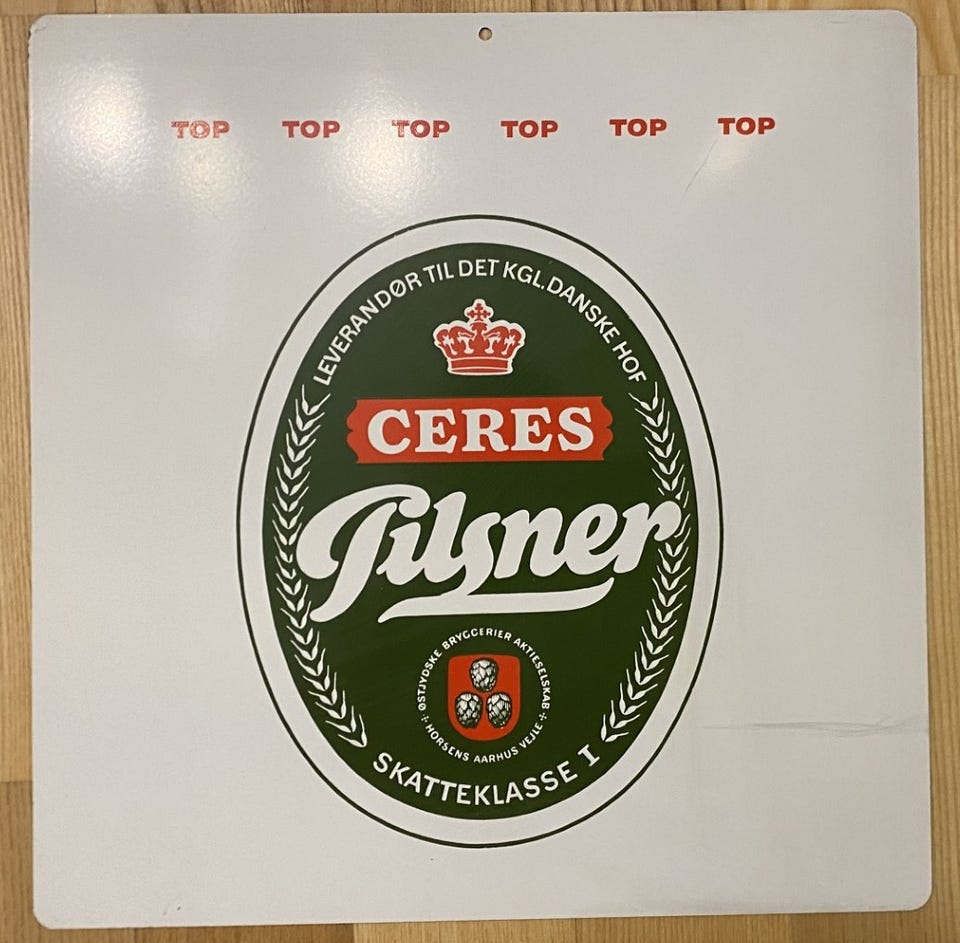 TOP TOP TOP TOP TOP TOP
LEVERANDØR TIL DET KGL. DANSKE HOF
CERES
Pilsner
ØSTJYDSKE BRYGGERIER AKTIESELSKAB
HORSENS AARHUS VEJLE
SKATTEKLASSE I